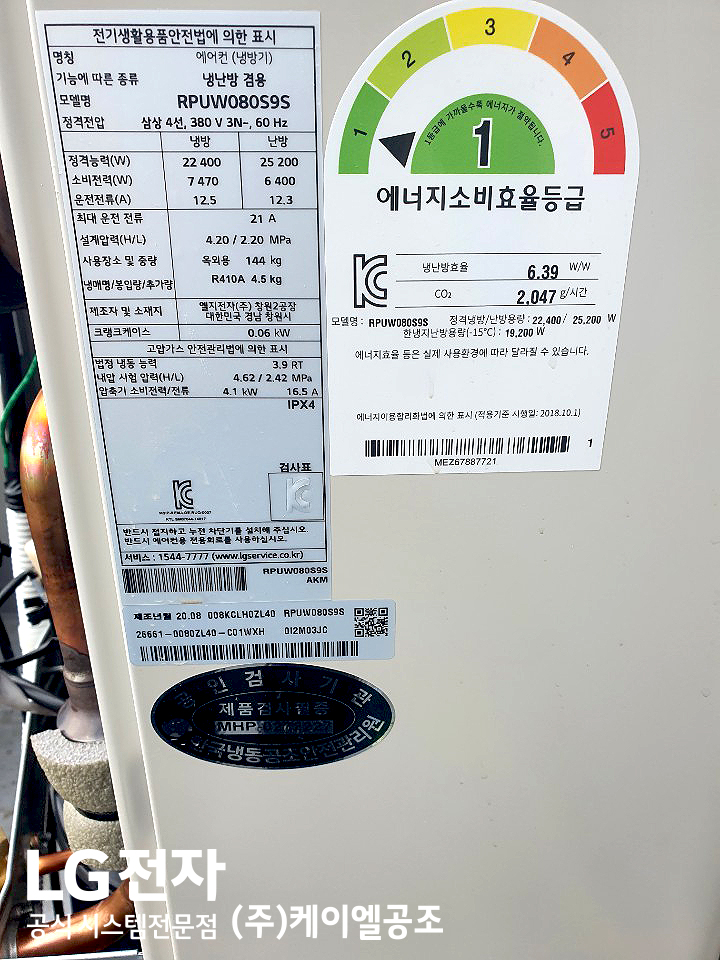 전기생활용품안전법에 의한 표시
명칭 에어컨 (냉방기)
기능에 따른 종류 냉난방 겸용
모델명 RPUW080S9S
정격전압 삼상 4선, 380 V 3N~, 60 Hz
냉방 난방
정격능력(W) 22 400 25 200
소비전력(W) 7 470 6 400
운전전류(A) 12.5 12.3
최대 운전 전류 21 A
설계압력(H/L) 4.20 / 2.20 MPa
사용장소 및 중량 옥외용 144 kg
냉매명/봉입량/추가량 R410A 4.5 kg
제조자 및 소재지 엘지전자(주) 창원2공장
대한민국 경남 창원시
크랭크케이스 0.06 kW
고압가스 안전관리법에 의한 표시
법정 냉동 능력 3.9 RT
내압 시험 압력(H/L) 4.62 / 2.42 MPa
압축기 소비전력/전류 4.1 kW 16.5 A
IPX4
검사표
반드시 접지하고 누전 차단기를 설치해 주십시오.
반드시 에어컨용 전용회로를 사용하십시오.
서비스 : 1544-7777 (www.lgservice.co.kr)
RPUW080S9S
AKM
제조년월 20.08 008KCLH0ZL40 RPUW080S9S
26661-0080ZL40-C01WXH 0I2M03JC
공인검사기관
제품검사필증
MHP
1 2 3 4 5
1등급에 가까울수록 에너지가 절약됩니다.
1
에너지소비효율등급
냉난방효율 6.39 W/W
CO₂ 2,047 g/시간
모델명 : RPUW080S9S 정격냉방/난방용량 : 22,400 / 25,200 W
한냉지난방용량(-15℃) : 19,200 W
에너지효율 등은 실제 사용환경에 따라 달라질 수 있습니다.
에너지이용합리화법에 의한 표시 (적용기준 시행일: 2018.10.1)
1
MEZ67887721
LG전자
공식 시스템전문점 (주)케이엘공조